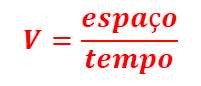 V = espaço
tempo